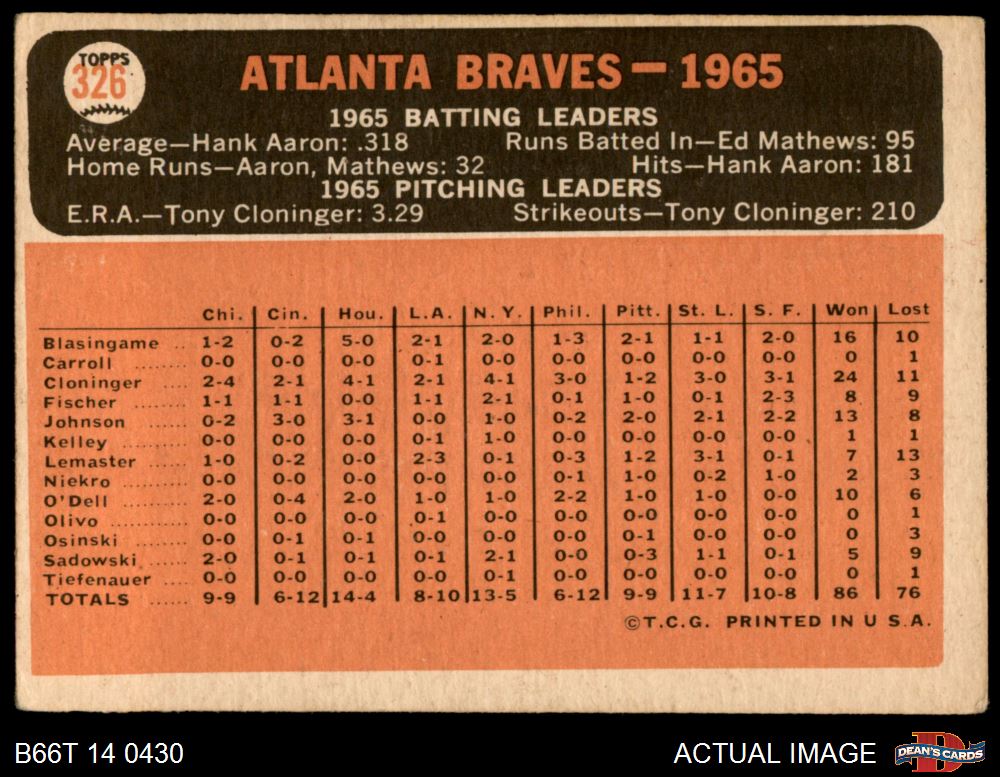 TOPPS
326
ATLANTA BRAVES—1965
1965 BATTING LEADERS
Average—Hank Aaron: .318 Runs Batted In—Ed Mathews: 95
Home Runs—Aaron, Mathews: 32 Hits—Hank Aaron: 181
1965 PITCHING LEADERS
E.R.A.—Tony Cloninger: 3.29 Strikeouts—Tony Cloninger: 210
Chi. Cin. Hou. L.A. N.Y. Phil. Pitt. St. L. S. F. Won Lost
Blasingame .. 1-2 0-2 5-0 2-1 2-0 1-3 2-1 1-1 2-0 16 10
Carroll ....... 0-0 0-0 0-0 0-1 0-0 0-0 0-0 0-0 0-0 0 1
Cloninger ..... 2-4 2-1 4-1 2-1 4-1 3-0 1-2 3-0 3-1 24 11
Fischer ........ 1-1 1-1 0-0 1-1 2-1 0-1 1-0 0-1 2-3 8 9
Johnson ....... 0-2 3-0 3-1 0-0 1-0 0-2 2-0 2-1 2-2 13 8
Kelley ......... 0-0 0-0 0-0 0-1 1-0 0-0 0-0 0-0 0-0 1 1
Lemaster ...... 1-0 0-2 0-0 2-3 0-1 0-3 1-2 3-1 0-1 7 13
Niekro ........ 0-0 0-0 0-0 0-0 0-0 0-1 1-0 0-2 1-0 2 3
O'Dell ........ 2-0 0-4 2-0 1-0 1-0 2-2 1-0 1-0 0-0 10 6
Olivo ........... 0-0 0-0 0-0 0-1 0-0 0-0 0-0 0-0 0-0 0 1
Osinski ........ 0-0 0-1 0-1 0-0 0-0 0-0 0-1 0-0 0-0 0 3
Sadowski ...... 2-0 0-1 0-1 0-1 2-1 0-0 0-3 1-1 0-1 5 9
Tiefenauer .... 0-0 0-0 0-0 0-0 0-1 0-0 0-0 0-0 0-0 0 1
TOTALS ...... 9-9 6-12 14-4 8-10 13-5 6-12 9-9 11-7 10-8 86 76
©T.C.G. PRINTED IN U S.A.
B66T 14 0430 ACTUAL IMAGE
D
DEAN'S CARDS